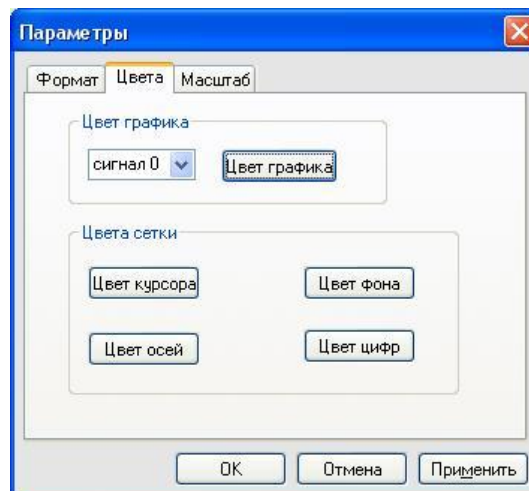 Параметры
Формат Цвета Масштаб
Цвет графика
сигнал 0 Цвет графика
Цвета сетки
Цвет курсора Цвет фона
Цвет осей Цвет цифр
OK Отмена Применить